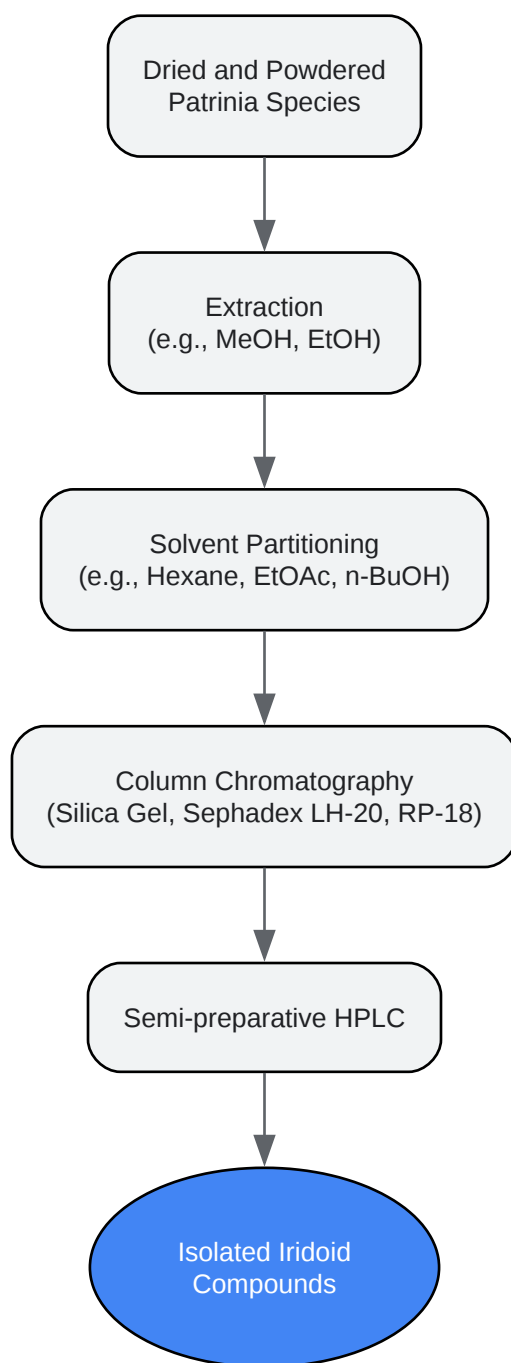 Dried and Powdered
Patrinia Species
Extraction
(e.g., MeOH, EtOH)
Solvent Partitioning
(e.g., Hexane, EtOAc, n-BuOH)
Column Chromatography
(Silica Gel, Sephadex LH-20, RP-18)
Semi-preparative HPLC
Isolated Iridoid
Compounds